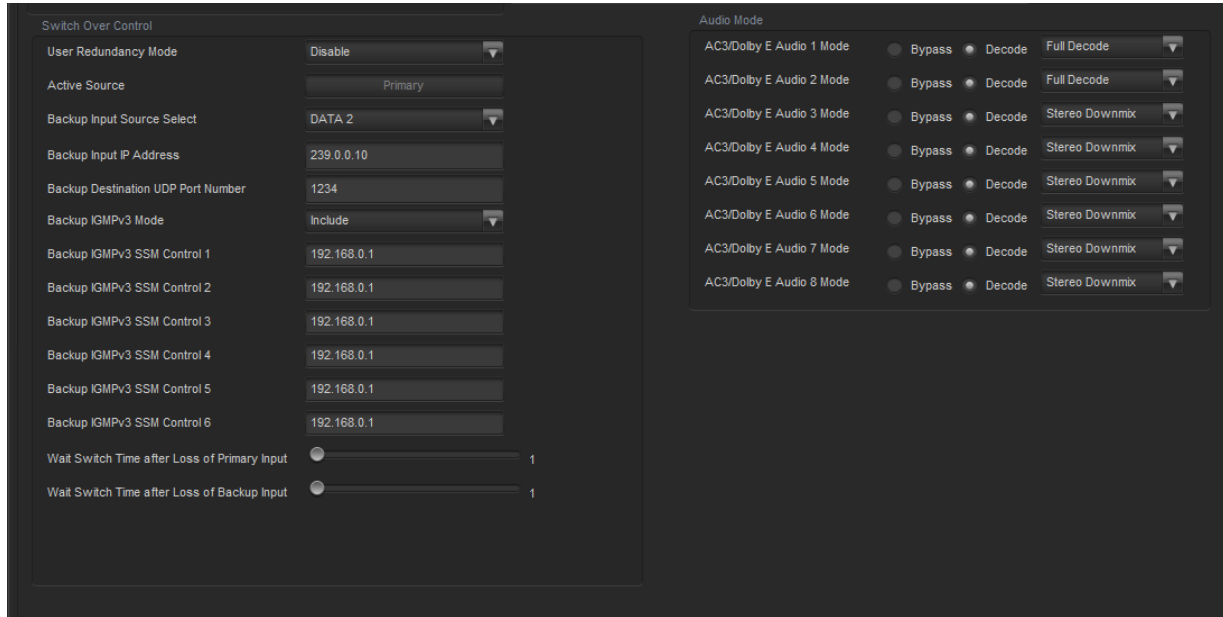 Switch Over Control
User Redundancy Mode Disable
Active Source Primary
Backup Input Source Select DATA 2
Backup Input IP Address 239.0.0.10
Backup Destination UDP Port Number 1234
Backup IGMPv3 Mode Include
Backup IGMPv3 SSM Control 1 192.168.0.1
Backup IGMPv3 SSM Control 2 192.168.0.1
Backup IGMPv3 SSM Control 3 192.168.0.1
Backup IGMPv3 SSM Control 4 192.168.0.1
Backup IGMPv3 SSM Control 5 192.168.0.1
Backup IGMPv3 SSM Control 6 192.168.0.1
Wait Switch Time after Loss of Primary Input 1
Wait Switch Time after Loss of Backup Input 1
Audio Mode
AC3/Dolby E Audio 1 Mode Bypass Decode Full Decode
AC3/Dolby E Audio 2 Mode Bypass Decode Full Decode
AC3/Dolby E Audio 3 Mode Bypass Decode Stereo Downmix
AC3/Dolby E Audio 4 Mode Bypass Decode Stereo Downmix
AC3/Dolby E Audio 5 Mode Bypass Decode Stereo Downmix
AC3/Dolby E Audio 6 Mode Bypass Decode Stereo Downmix
AC3/Dolby E Audio 7 Mode Bypass Decode Stereo Downmix
AC3/Dolby E Audio 8 Mode Bypass Decode Stereo Downmix